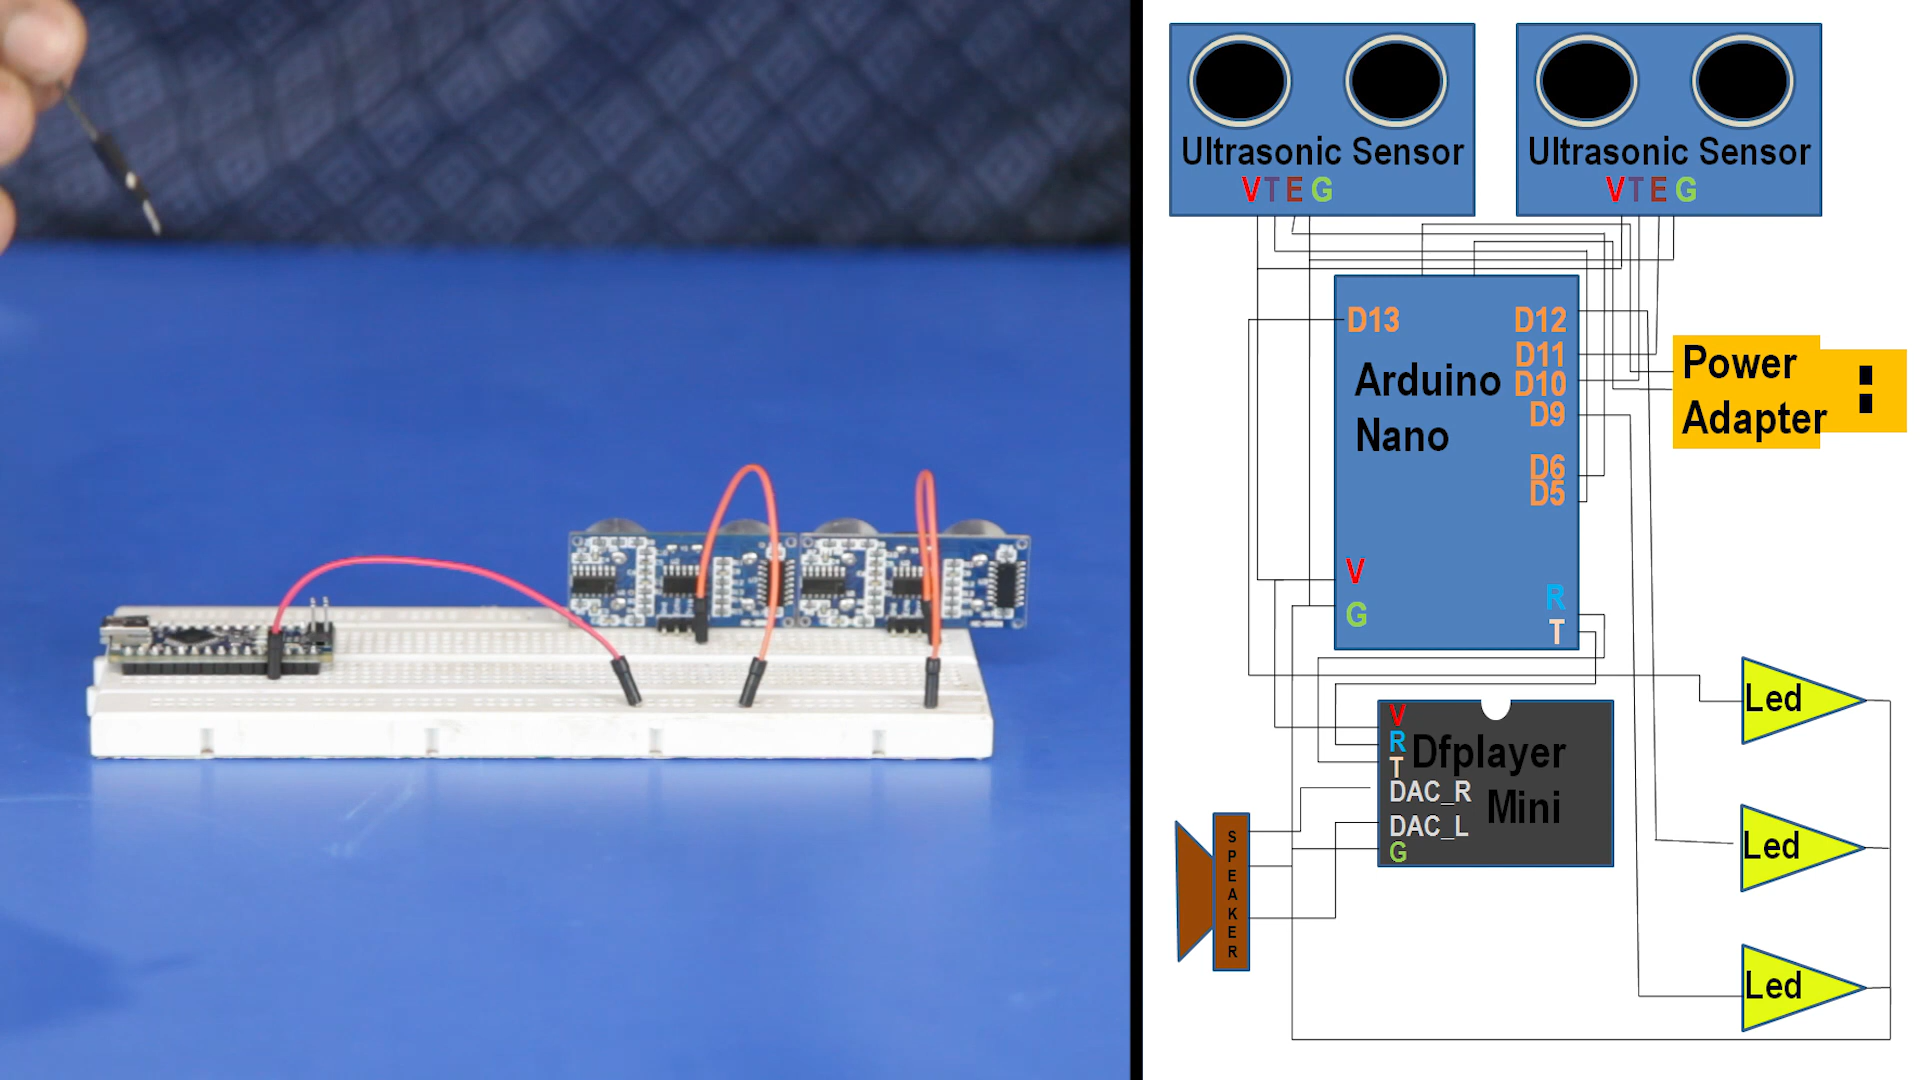 Ultrasonic Sensor
VTEG
Ultrasonic Sensor
VTEG
D13
D12
D11
D10
D9
D6
D5
Arduino
Nano
V
G
R
T
Power
Adapter
V
R
T
DAC_R
DAC_L
G
Dfplayer
Mini
SPEAKER
Led
Led
Led